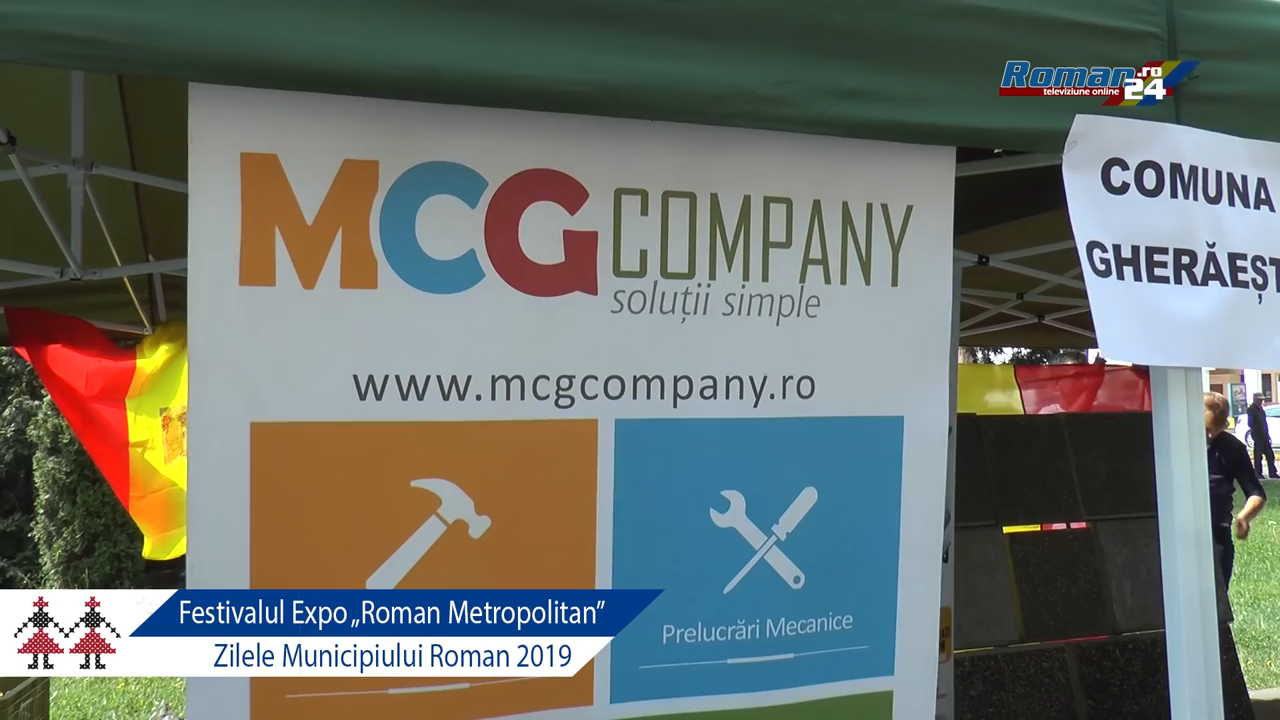 Roman .ro
televiziune online 24
COMUNA
GHERĂEȘT
MCG COMPANY
soluții simple
www.mcgcompany.ro
Prelucrări Mecanice
Festivalul Expo „Roman Metropolitan”
Zilele Municipiului Roman 2019